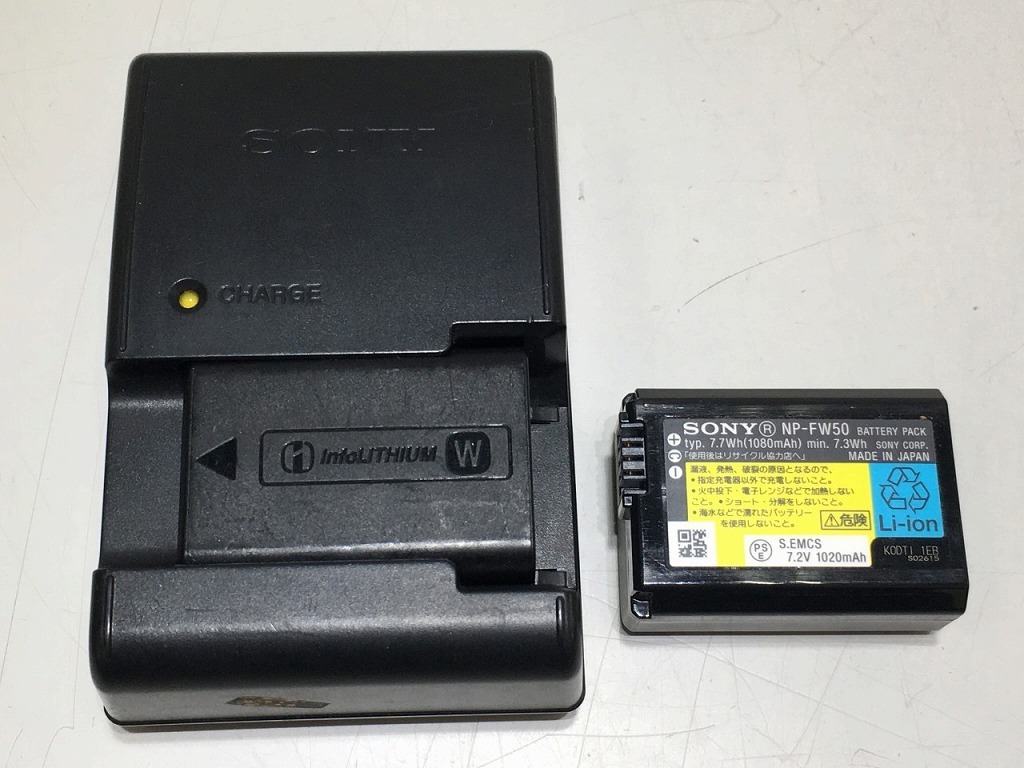 SONY
CHARGE
i InfoLITHIUM W
SONY® NP-FW50 BATTERY PACK
typ. 7.7Wh(1080mAh) min. 7.3Wh SONY CORP.
「使用後はリサイクル協力店へ」 MADE IN JAPAN
漏液、発熱、破裂の原因となるので、
・指定充電器以外で充電しないこと。
・火中投下・電子レンジなどで加熱しない
こと。・ショート・分解をしないこと。
・海水などで濡れたバッテリー
を使用しないこと。
危険
Li-ion
PS
E
S.EMCS
7.2V 1020mAh
KODTI 1EB
S02615